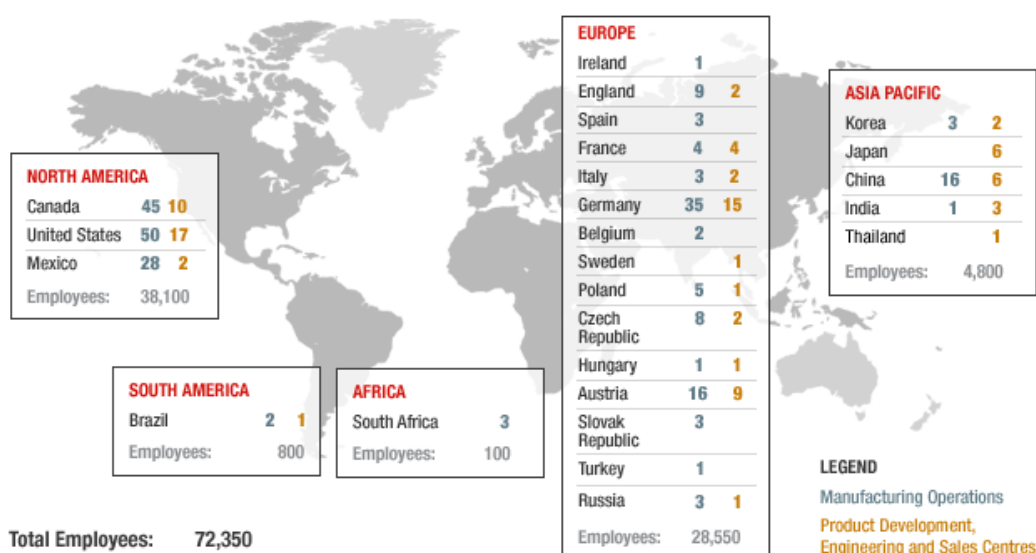 NORTH AMERICA
Canada 45 10
United States 50 17
Mexico 28 2
Employees: 38,100
SOUTH AMERICA
Brazil 2 1
Employees: 800
AFRICA
South Africa 3
Employees: 100
EUROPE
Ireland 1
England 9 2
Spain 3
France 4 4
Italy 3 2
Germany 35 15
Belgium 2
Sweden 1
Poland 5 1
Czech
Republic 8 2
Hungary 1 1
Austria 16 9
Slovak
Republic 3
Turkey 1
Russia 3 1
Employees: 28,550
ASIA PACIFIC
Korea 3 2
Japan 6
China 16 6
India 1 3
Thailand 1
Employees: 4,800
LEGEND
Manufacturing Operations
Product Development,
Engineering and Sales Centres
Total Employees: 72,350